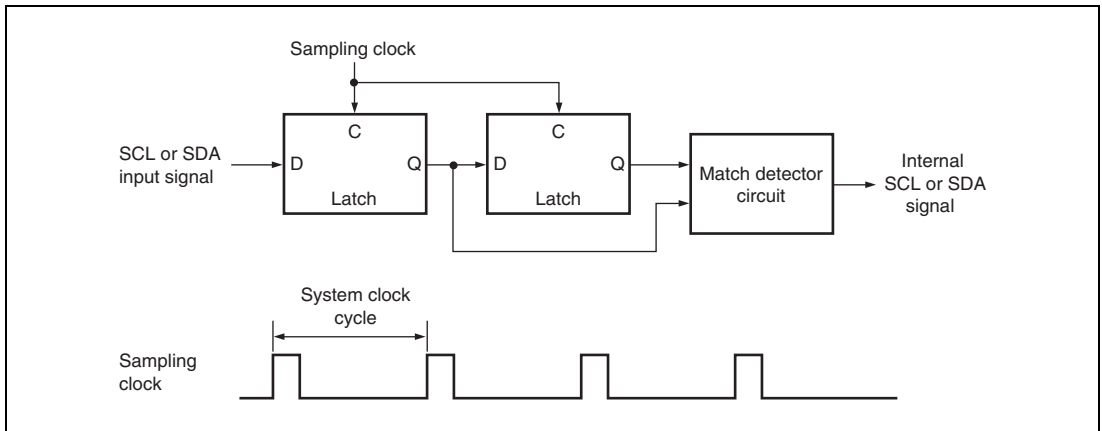 Sampling clock
SCL or SDA
input signal
C
D
Q
Latch
C
D
Q
Latch
Match detector
circuit
Internal
SCL or SDA
signal
System clock
cycle
Sampling
clock